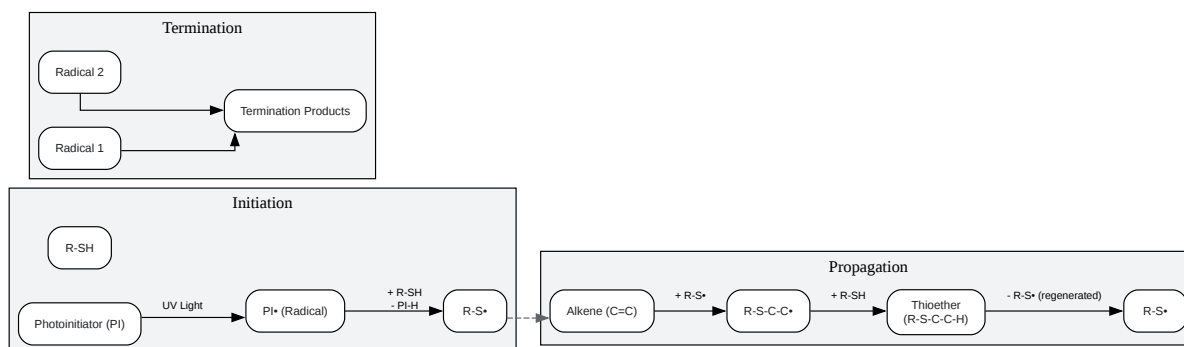 Termination
Radical 2
Termination Products
Radical 1
Initiation
R-SH
Photoinitiator (PI)
UV Light
PI• (Radical)
+ R-SH
- PI-H
R-S•
Propagation
Alkene (C=C)
+ R-S•
R-S-C-C•
+ R-SH
Thioether
(R-S-C-C-H)
- R-S• (regenerated)
R-S•